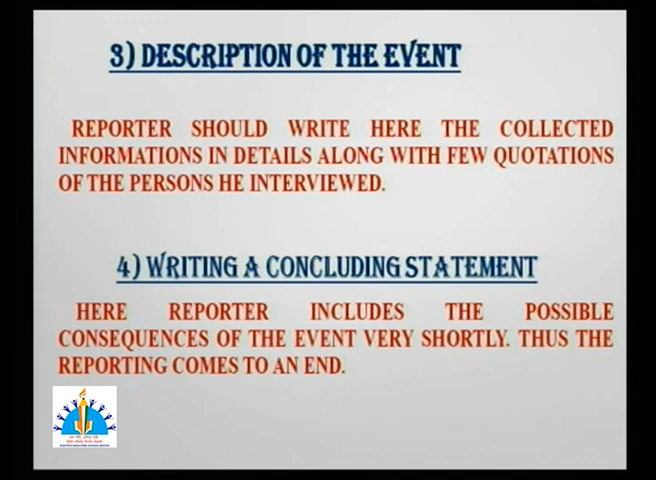 3) DESCRIPTION OF THE EVENT
REPORTER SHOULD WRITE HERE THE COLLECTED
INFORMATIONS IN DETAILS ALONG WITH FEW QUOTATIONS
OF THE PERSONS HE INTERVIEWED.
4) WRITING A CONCLUDING STATEMENT
HERE REPORTER INCLUDES THE POSSIBLE
CONSEQUENCES OF THE EVENT VERY SHORTLY. THUS THE
REPORTING COMES TO AN END.